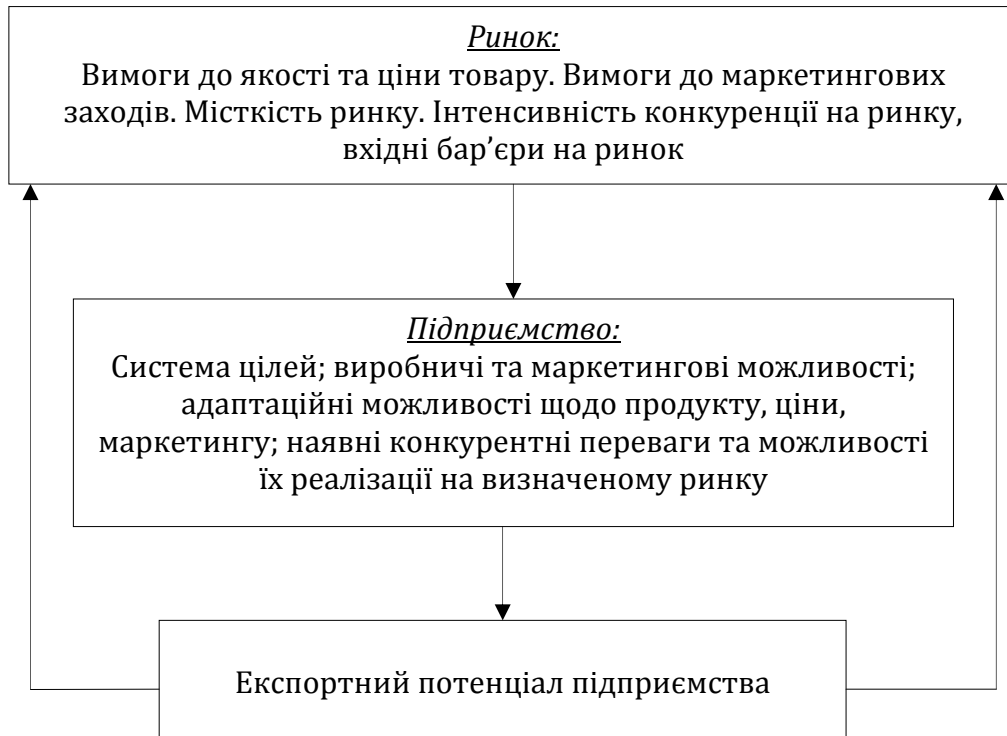 Ринок:
Вимоги до якості та ціни товару. Вимоги до маркетингових
заходів. Місткість ринку. Інтенсивність конкуренції на ринку,
вхідні бар’єри на ринок
Підприємство:
Система цілей; виробничі та маркетингові можливості;
адаптаційні можливості щодо продукту, ціни,
маркетингу; наявні конкурентні переваги та можливості
їх реалізації на визначеному ринку
Експортний потенціал підприємства